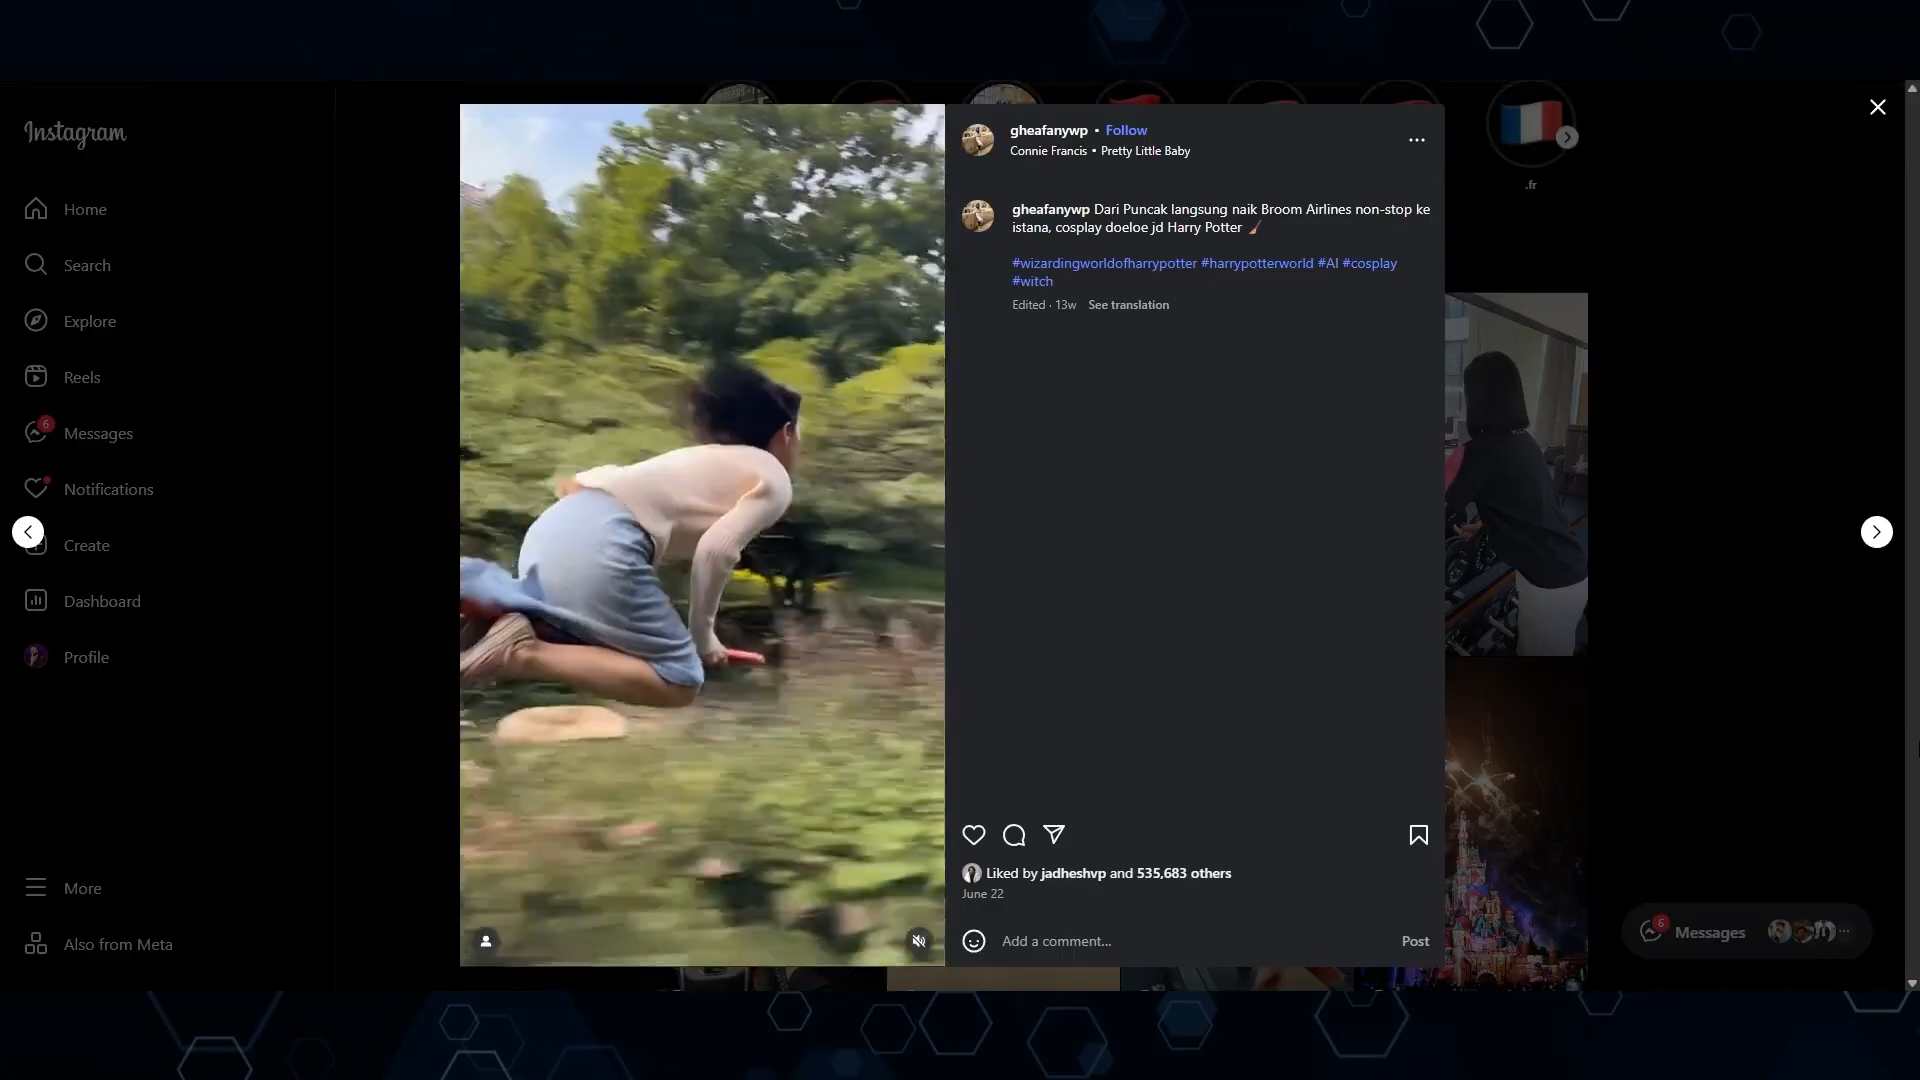 Instagram
Home
Search
Explore
Reels
6
Messages
Notifications
Create
Dashboard
Profile
More
Also from Meta
gheafanywp • Follow
Connie Francis • Pretty Little Baby
gheafanywp Dari Puncak langsung naik Broom Airlines non-stop ke
istana, cosplay doeloe jd Harry Potter
#wizardingworldofharrypotter #harrypotterworld #AI #cosplay
#witch
Edited · 13w See translation
Liked by jadheshvp and 535,683 others
June 22
Add a comment...
Post
.fr
6
Messages